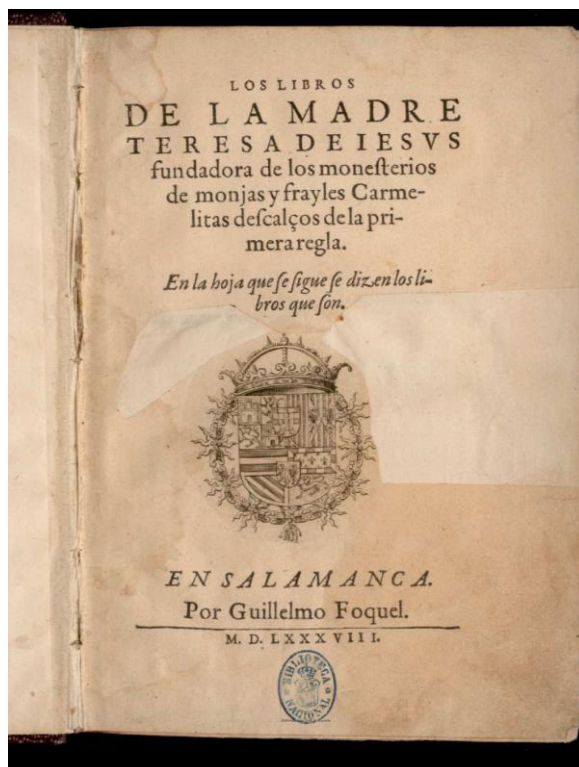 LOS LIBROS
DE LA MADRE
TERESA DE IESVS
fundadora de los moneſterios
de monjas y frayles Carme-
litas deſcalços de la pri-
mera regla.
En la hoja que ſe ſigue ſe dizen los li-
bros que ſon.
EN SALAMANCA.
Por Guillelmo Foquel.
M. D. LXXXVIII.
BIBLIOTECA
NACIONAL